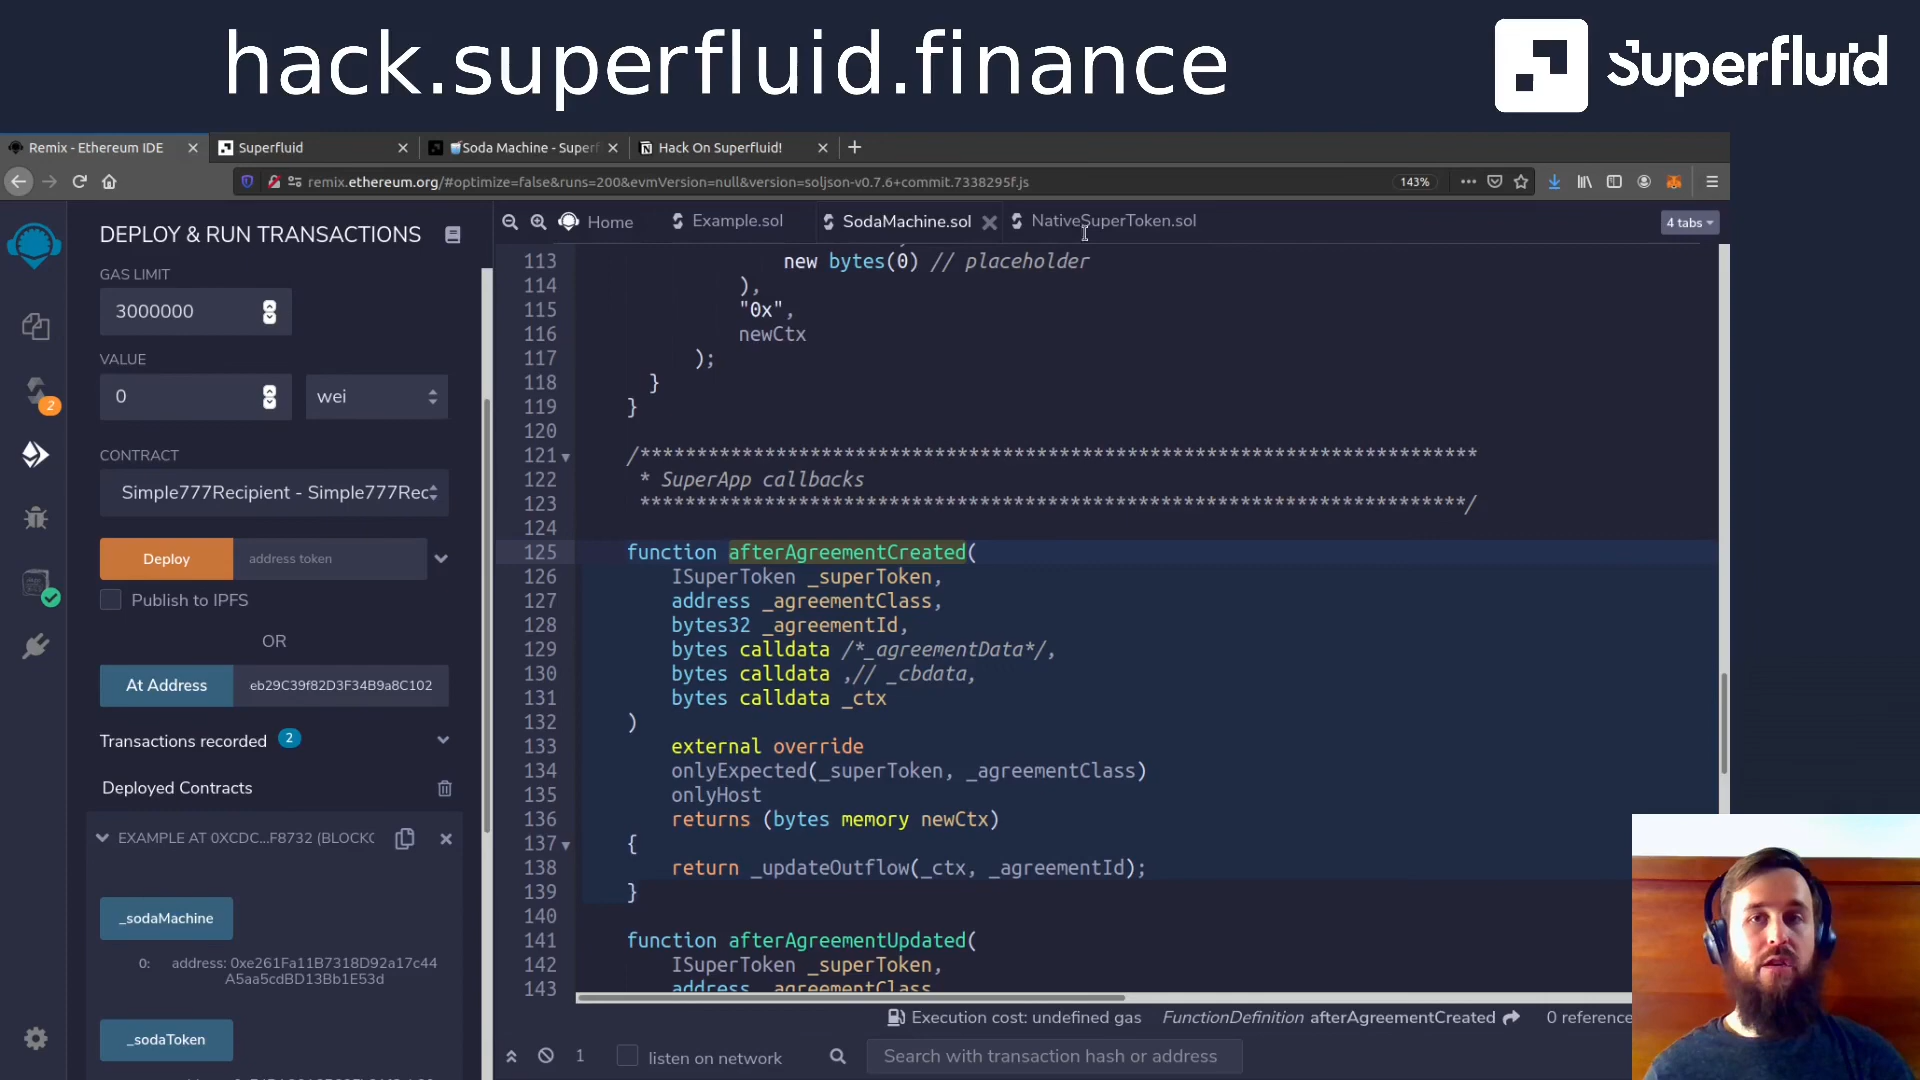 hack.superfluid.finance
Superfluid
Remix - Ethereum IDE
Superfluid
Soda Machine - Superf
Hack On Superfluid!
remix.ethereum.org/#optimize=false&runs=200&evmVersion=null&version=soljson-v0.7.6+commit.7338295f.js
143%
DEPLOY & RUN TRANSACTIONS
GAS LIMIT
3000000
VALUE
0
wei
CONTRACT
Simple777Recipient - Simple777Rec
Deploy
address token
Publish to IPFS
OR
At Address
eb29C39f82D3F34B9a8C102
Transactions recorded 2
Deployed Contracts
EXAMPLE AT 0XCDC...F8732 (BLOCKC
_sodaMachine
0: address: 0xe261Fa11B7318D92a17c44
A5aa5cdBD13Bb1E53d
_sodaToken
2
Home
Example.sol
SodaMachine.sol
NativeSuperToken.sol
4 tabs
113 new bytes(0) // placeholder
114 ),
115 "0x",
116 newCtx
117 );
118 }
119 }
120
121 /**************************************************************************
122 * SuperApp callbacks
123 *************************************************************************/
124
125 function afterAgreementCreated(
126 ISuperToken _superToken,
127 address _agreementClass,
128 bytes32 _agreementId,
129 bytes calldata /*_agreementData*/,
130 bytes calldata ,// _cbdata,
131 bytes calldata _ctx
132 )
133 external override
134 onlyExpected(_superToken, _agreementClass)
135 onlyHost
136 returns (bytes memory newCtx)
137 {
138 return _updateOutflow(_ctx, _agreementId);
139 }
140
141 function afterAgreementUpdated(
142 ISuperToken _superToken,
143 address _agreementClass
Execution cost: undefined gas
FunctionDefinition afterAgreementCreated
0 reference
1
listen on network
Search with transaction hash or address